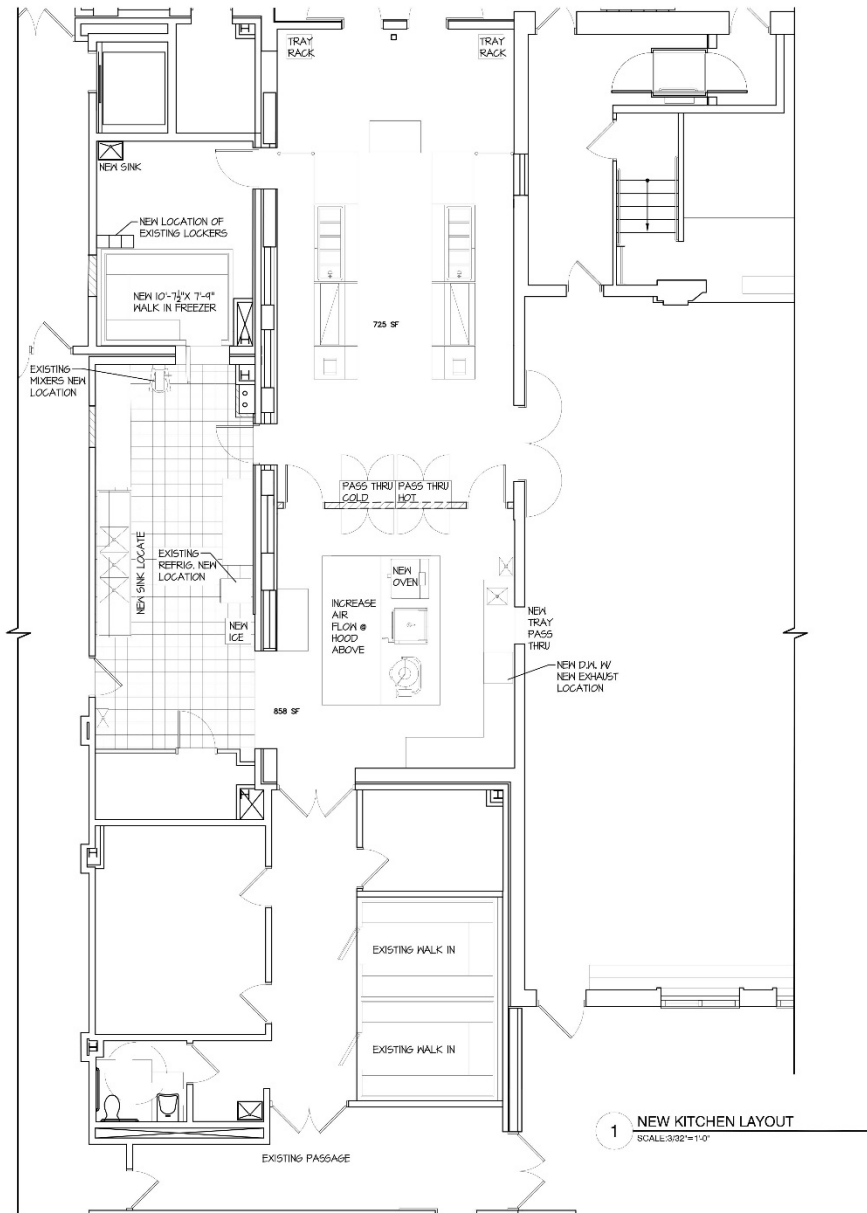 TRAY
RACK
TRAY
RACK
NEW SINK
NEW LOCATION OF
EXISTING LOCKERS
NEW 10'-7½"X 7'-9"
WALK IN FREEZER
725 SF
EXISTING
MIXERS NEW
LOCATION
PASS THRU
COLD
PASS THRU
HOT
NEW SINK LOCATE
EXISTING
REFRIG. NEW
LOCATION
NEW
ICE
NEW
OVEN
INCREASE
AIR
FLOW @
HOOD
ABOVE
NEW
TRAY
PASS
THRU
NEW D.W. W/
NEW EXHAUST
LOCATION
858 SF
EXISTING WALK IN
EXISTING WALK IN
1
NEW KITCHEN LAYOUT
SCALE:3/32"=1'-0"
EXISTING PASSAGE